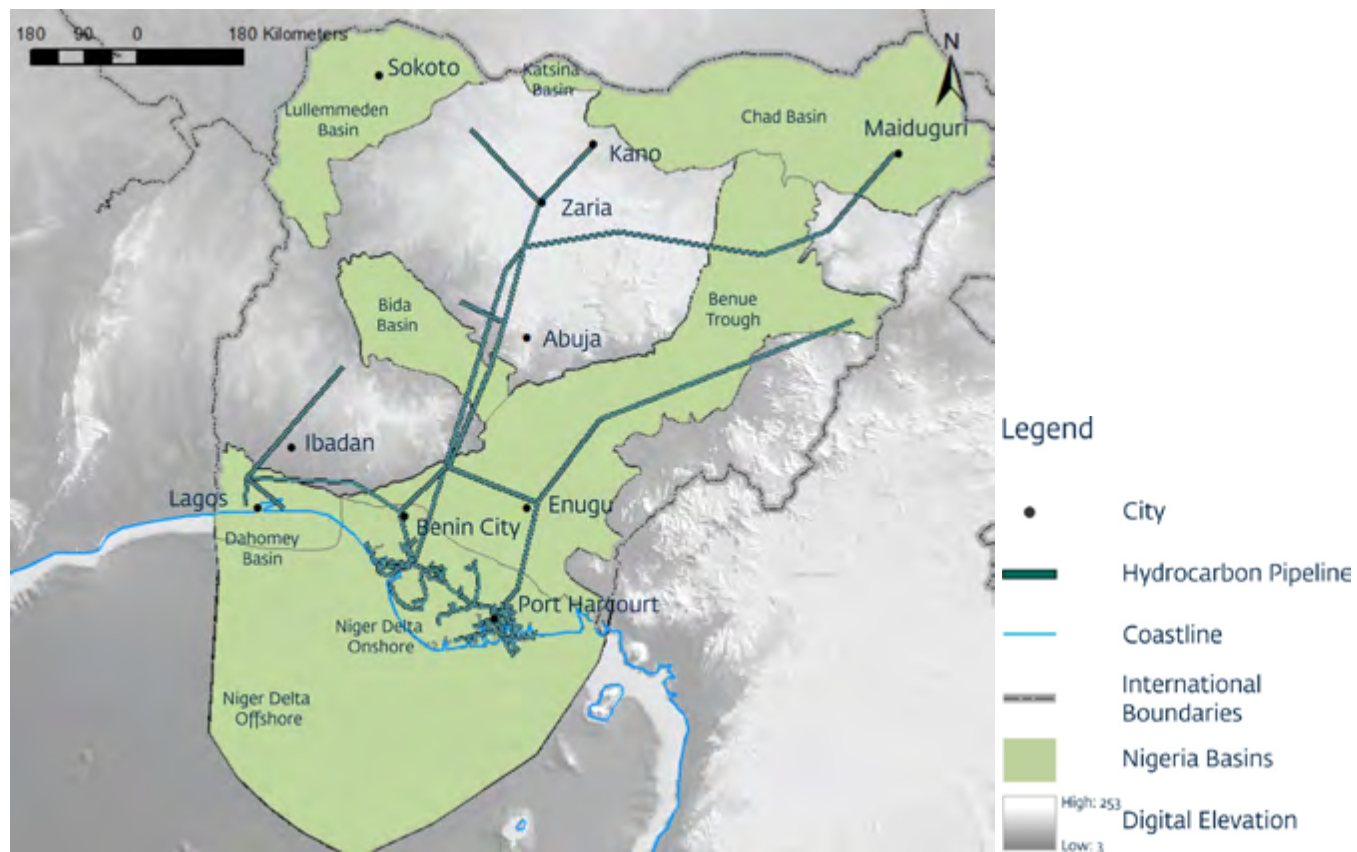 180 90 0 180 Kilometers
N
Sokoto
Katsina
Basin
Lullemmeden
Basin
Chad Basin
Maiduguri
Kano
Zaria
Bida
Basin
Benue
Trough
Abuja
Ibadan
Lagos
Benin City
Enugu
Dahomey
Basin
Port Harcourt
Niger Delta
Onshore
Niger Delta
Offshore
Legend
City
Hydrocarbon Pipeline
Coastline
International
Boundaries
Nigeria Basins
High: 253
Digital Elevation
Low: 3